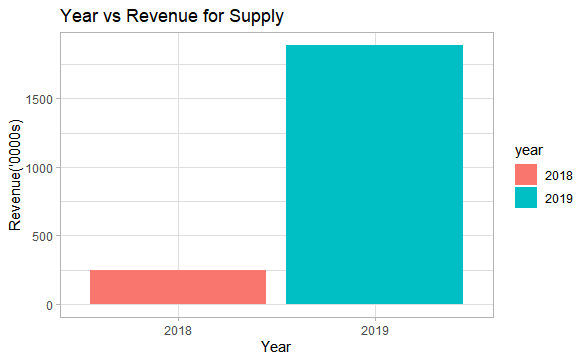 Year vs Revenue for Supply
Revenue('0000s)
1500
1000
500
0
2018
2019
Year
year
2018
2019